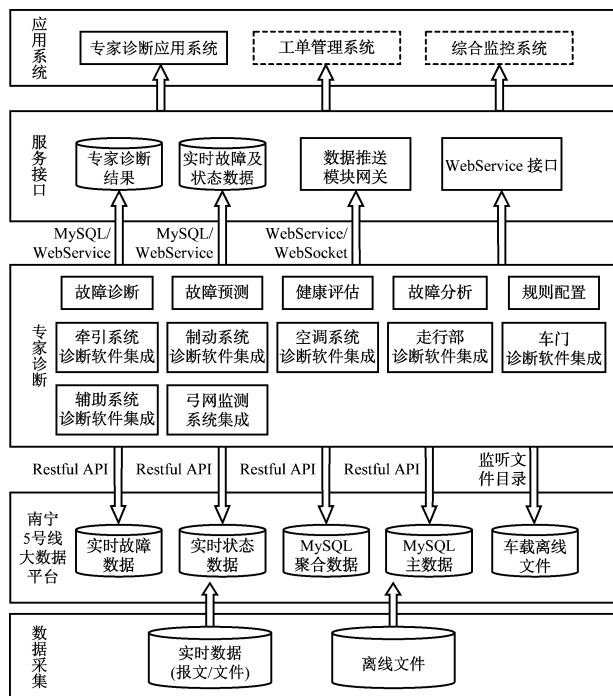 应用系统
专家诊断应用系统
工单管理系统
综合监控系统
服务接口
专家诊断
结果
实时故障及
状态数据
数据推送
模块网关
WebService 接口
MySQL/
WebService
MySQL/
WebService
WebService/
WebSocket
专家诊断
故障诊断
故障预测
健康评估
故障分析
规则配置
牵引系统
诊断软件集成
制动系统
诊断软件集成
空调系统
诊断软件集成
走行部
诊断软件集成
车门
诊断软件集成
辅助系统
诊断软件集成
弓网监测
系统集成
Restful API
Restful API
Restful API
Restful API
监听文
件目录
南宁
5号线
大数据
平台
实时故障
数据
实时状态
数据
MySQL
聚合数据
MySQL
主数据
车载离线
文件
数据采集
实时数据
(报文/文件)
离线文件